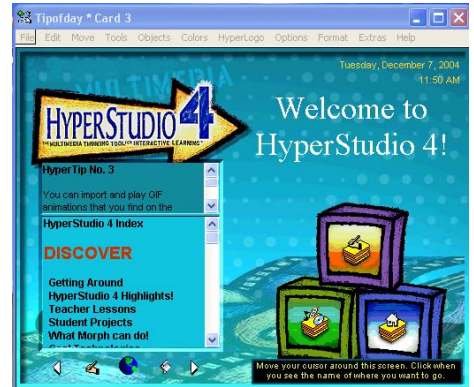 Tipofday * Card 3
File Edit Move Tools Objects Colors HyperLogo Options Format Extras Help
Tuesday, December 7, 2004
11:50 AM
MULTIMEDIA
HYPERSTUDIO 4
THE MULTIMEDIA THINKING TOOL FOR INTERACTIVE LEARNING
Welcome to
HyperStudio 4!
HyperTip No. 3
You can import and play GIF
animations that you find on the
HyperStudio 4 Index
DISCOVER
Getting Around
HyperStudio 4 Highlights!
Teacher Lessons
Student Projects
What Morph can do!
Move your cursor around this screen. Click when
you see the name of where you want to go.